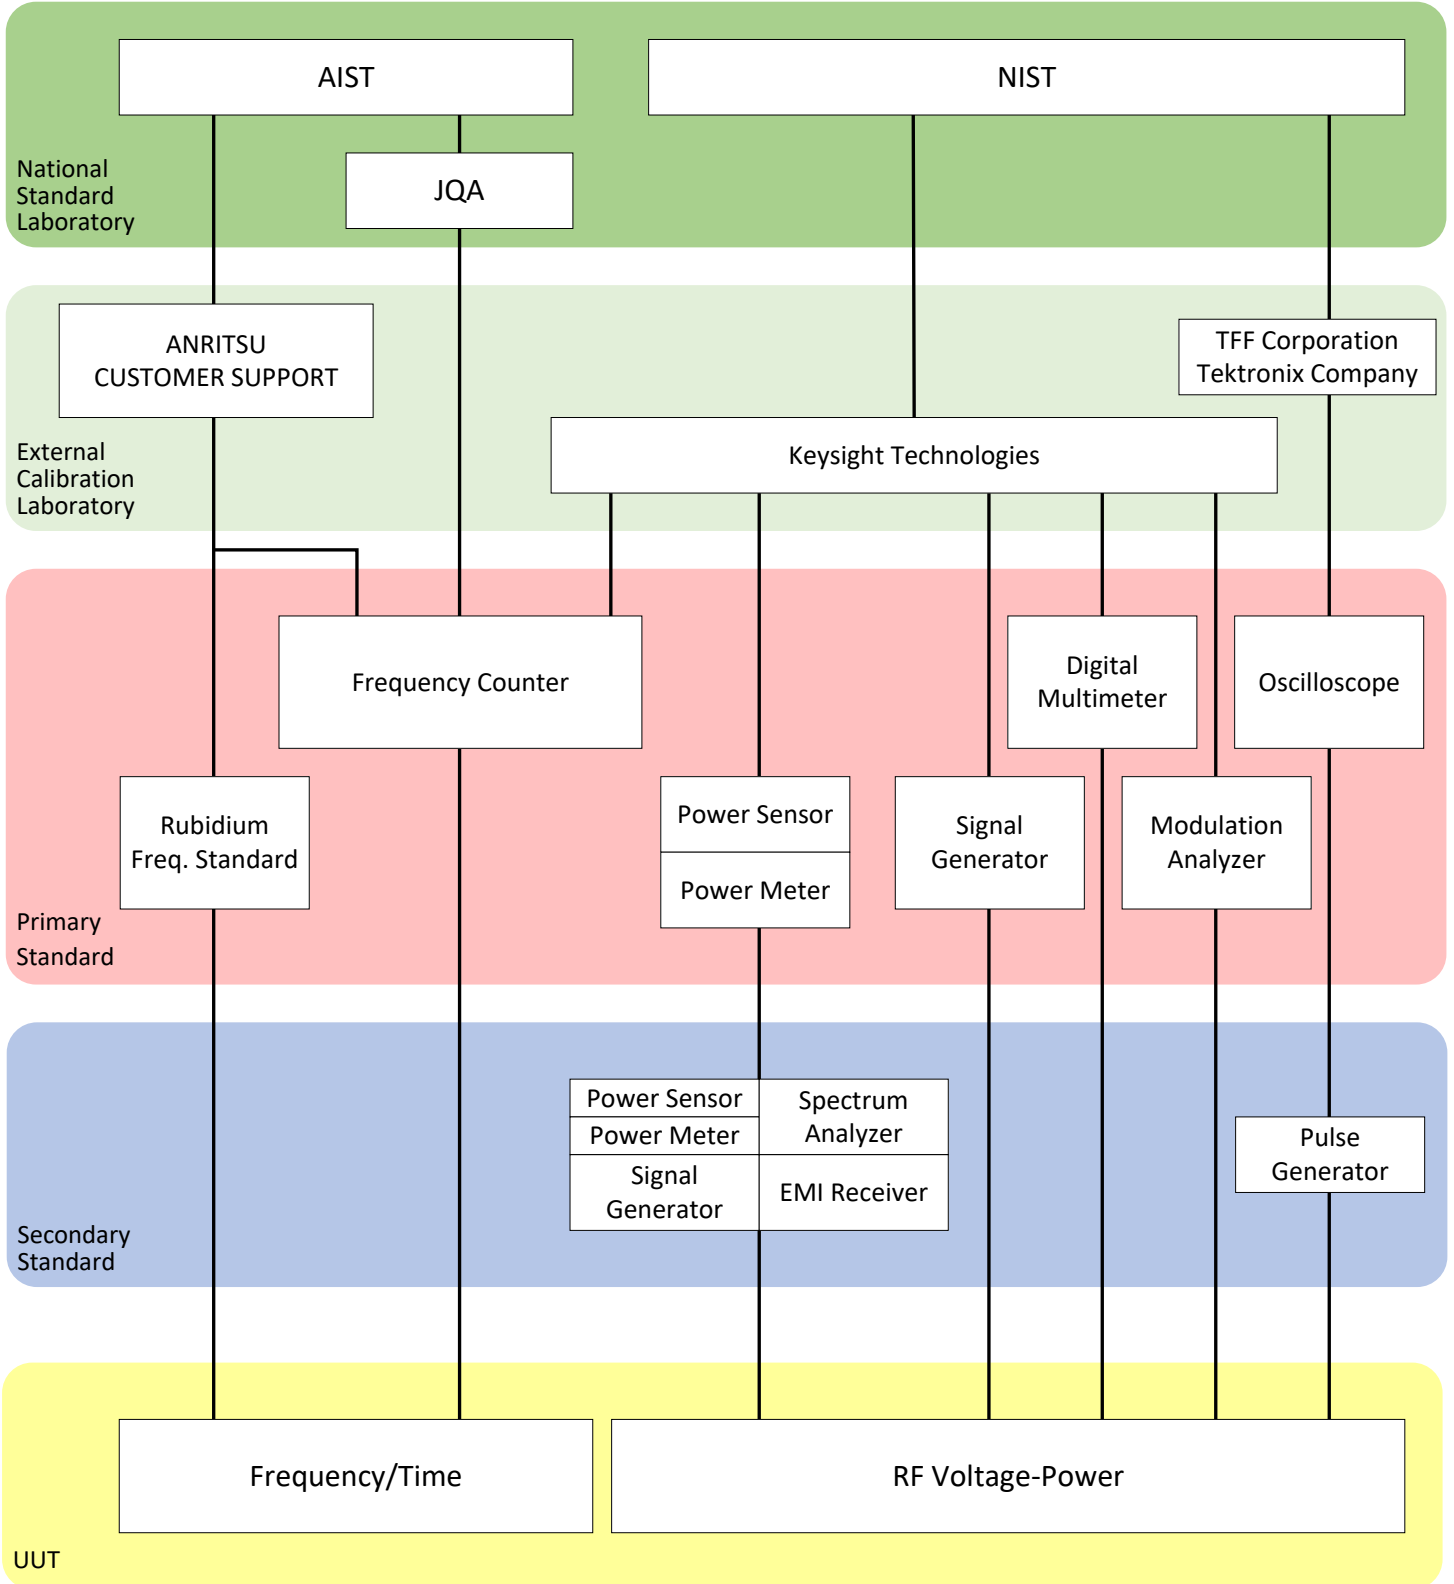 AIST
NIST
JQA
National
Standard
Laboratory
ANRITSU
CUSTOMER SUPPORT
TFF Corporation
Tektronix Company
Keysight Technologies
External
Calibration
Laboratory
Frequency Counter
Digital
Multimeter
Oscilloscope
Rubidium
Freq. Standard
Power Sensor
Power Meter
Signal
Generator
Modulation
Analyzer
Primary
Standard
Power Sensor
Power Meter
Signal
Generator
Spectrum
Analyzer
EMI Receiver
Pulse
Generator
Secondary
Standard
Frequency/Time
RF Voltage-Power
UUT